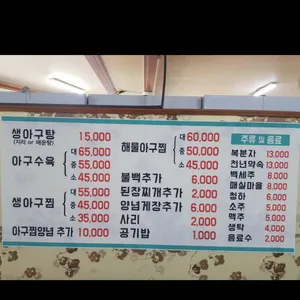 생아구탕 15,000
(지리 or 매운탕)
아구수육 대 65,000
중 55,000
소 45,000
생아구찜 대 55,000
중 45,000
소 35,000
아구찜양념 추가 10,000
해물아구찜 대 60,000
중 50,000
소 45,000
불백추가 6,000
된장찌개추가 2,000
양념게장추가 6,000
사리 2,000
공기밥 1,000
주류 및 음료
복분자 13,000
천년약속 13,000
백세주 8,000
매실마을 8,000
청하 6,000
소주 5,000
맥주 5,000
생탁 4,000
음료수 2,000